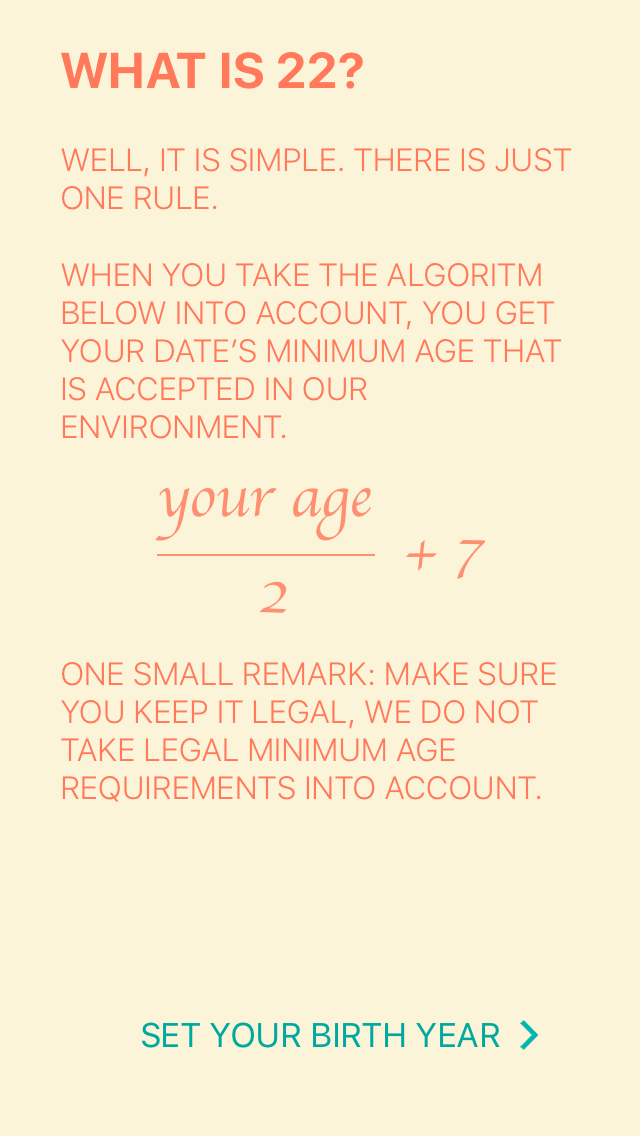 WHAT IS 22?
WELL, IT IS SIMPLE. THERE IS JUST
ONE RULE.
WHEN YOU TAKE THE ALGORITM
BELOW INTO ACCOUNT, YOU GET
YOUR DATE’S MINIMUM AGE THAT
IS ACCEPTED IN OUR
ENVIRONMENT.
your age
+ 7
2
ONE SMALL REMARK: MAKE SURE
YOU KEEP IT LEGAL, WE DO NOT
TAKE LEGAL MINIMUM AGE
REQUIREMENTS INTO ACCOUNT.
SET YOUR BIRTH YEAR